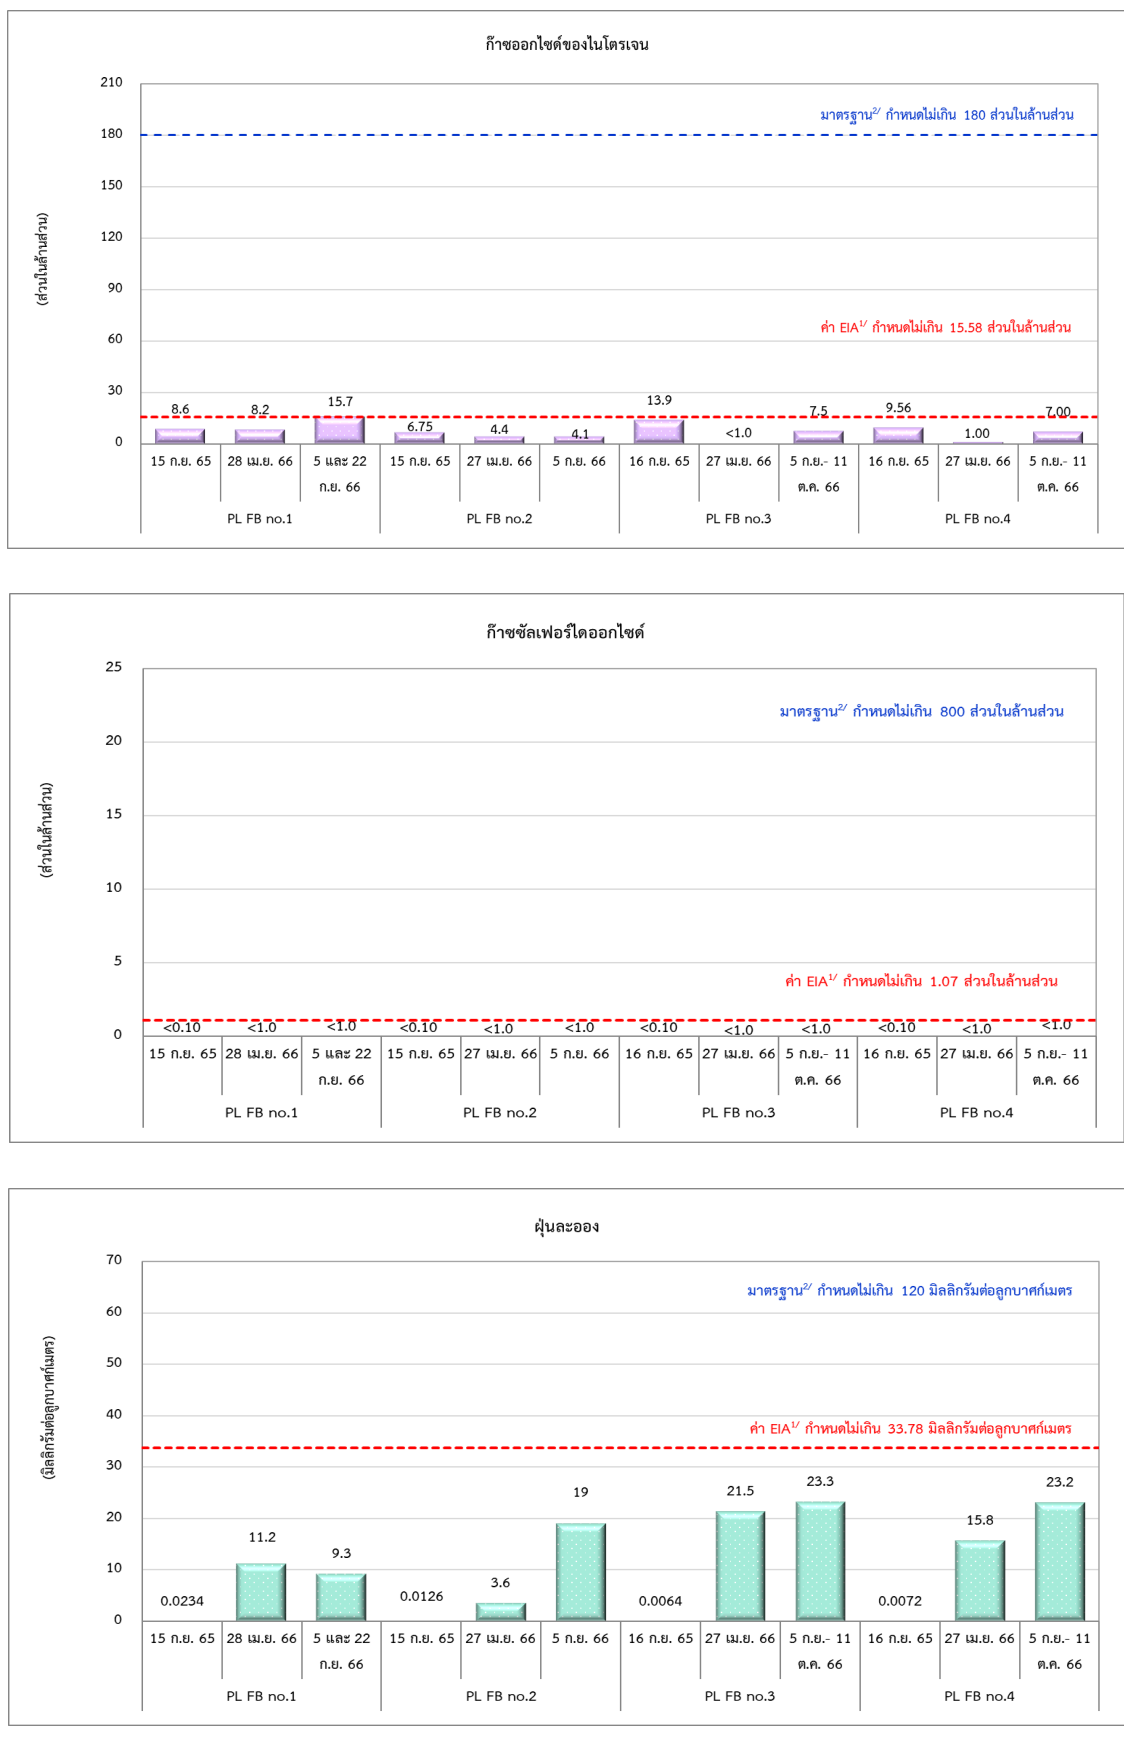 ก๊าซออกไซด์ของไนโตรเจน
(ส่วนในล้านส่วน)
210
180
150
120
90
60
30
0
มาตรฐาน2/ กำหนดไม่เกิน 180 ส่วนในล้านส่วน
ค่า EIA1/ กำหนดไม่เกิน 15.58 ส่วนในล้านส่วน
8.6 8.2 15.7 6.75 4.4 4.1 13.9 <1.0 7.5 9.56 1.00 7.00
15 ก.ย. 65 28 เม.ย. 66 5 และ 22 15 ก.ย. 65 27 เม.ย. 66 5 ก.ย. 66 16 ก.ย. 65 27 เม.ย. 66 5 ก.ย.- 11 16 ก.ย. 65 27 เม.ย. 66 5 ก.ย.- 11
ก.ย. 66 ต.ค. 66 ต.ค. 66
PL FB no.1 PL FB no.2 PL FB no.3 PL FB no.4
ก๊าซซัลเฟอร์ไดออกไซด์
(ส่วนในล้านส่วน)
25
20
15
10
5
0
มาตรฐาน2/ กำหนดไม่เกิน 800 ส่วนในล้านส่วน
ค่า EIA1/ กำหนดไม่เกิน 1.07 ส่วนในล้านส่วน
<0.10 <1.0 <1.0 <0.10 <1.0 <1.0 <0.10 <1.0 <1.0 <0.10 <1.0 <1.0
15 ก.ย. 65 28 เม.ย. 66 5 และ 22 15 ก.ย. 65 27 เม.ย. 66 5 ก.ย. 66 16 ก.ย. 65 27 เม.ย. 66 5 ก.ย.- 11 16 ก.ย. 65 27 เม.ย. 66 5 ก.ย.- 11
ก.ย. 66 ต.ค. 66 ต.ค. 66
PL FB no.1 PL FB no.2 PL FB no.3 PL FB no.4
ฝุ่นละออง
(มิลลิกรัมต่อลูกบาศก์เมตร)
70
60
50
40
30
20
10
0
มาตรฐาน2/ กำหนดไม่เกิน 120 มิลลิกรัมต่อลูกบาศก์เมตร
ค่า EIA1/ กำหนดไม่เกิน 33.78 มิลลิกรัมต่อลูกบาศก์เมตร
0.0234 11.2 9.3 0.0126 3.6 19 0.0064 21.5 23.3 0.0072 15.8 23.2
15 ก.ย. 65 28 เม.ย. 66 5 และ 22 15 ก.ย. 65 27 เม.ย. 66 5 ก.ย. 66 16 ก.ย. 65 27 เม.ย. 66 5 ก.ย.- 11 16 ก.ย. 65 27 เม.ย. 66 5 ก.ย.- 11
ก.ย. 66 ต.ค. 66 ต.ค. 66
PL FB no.1 PL FB no.2 PL FB no.3 PL FB no.4